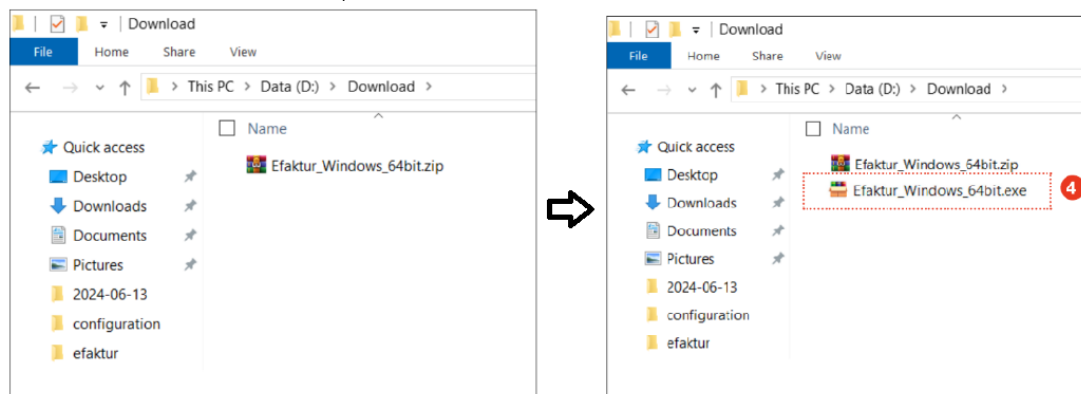 Download
File Home Share View
This PC > Data (D:) > Download >
Name
Quick access
Efaktur_Windows_64bit.zip
Desktop
Downloads
Documents
Pictures
2024-06-13
configuration
efaktur
Download
File Home Share View
This PC > Data (D:) > Download >
Name
Quick access
Efaktur_Windows_64bit.zip
Desktop
Efaktur_Windows_64bit.exe
4
Downloads
Documents
Pictures
2024-06-13
configuration
efaktur